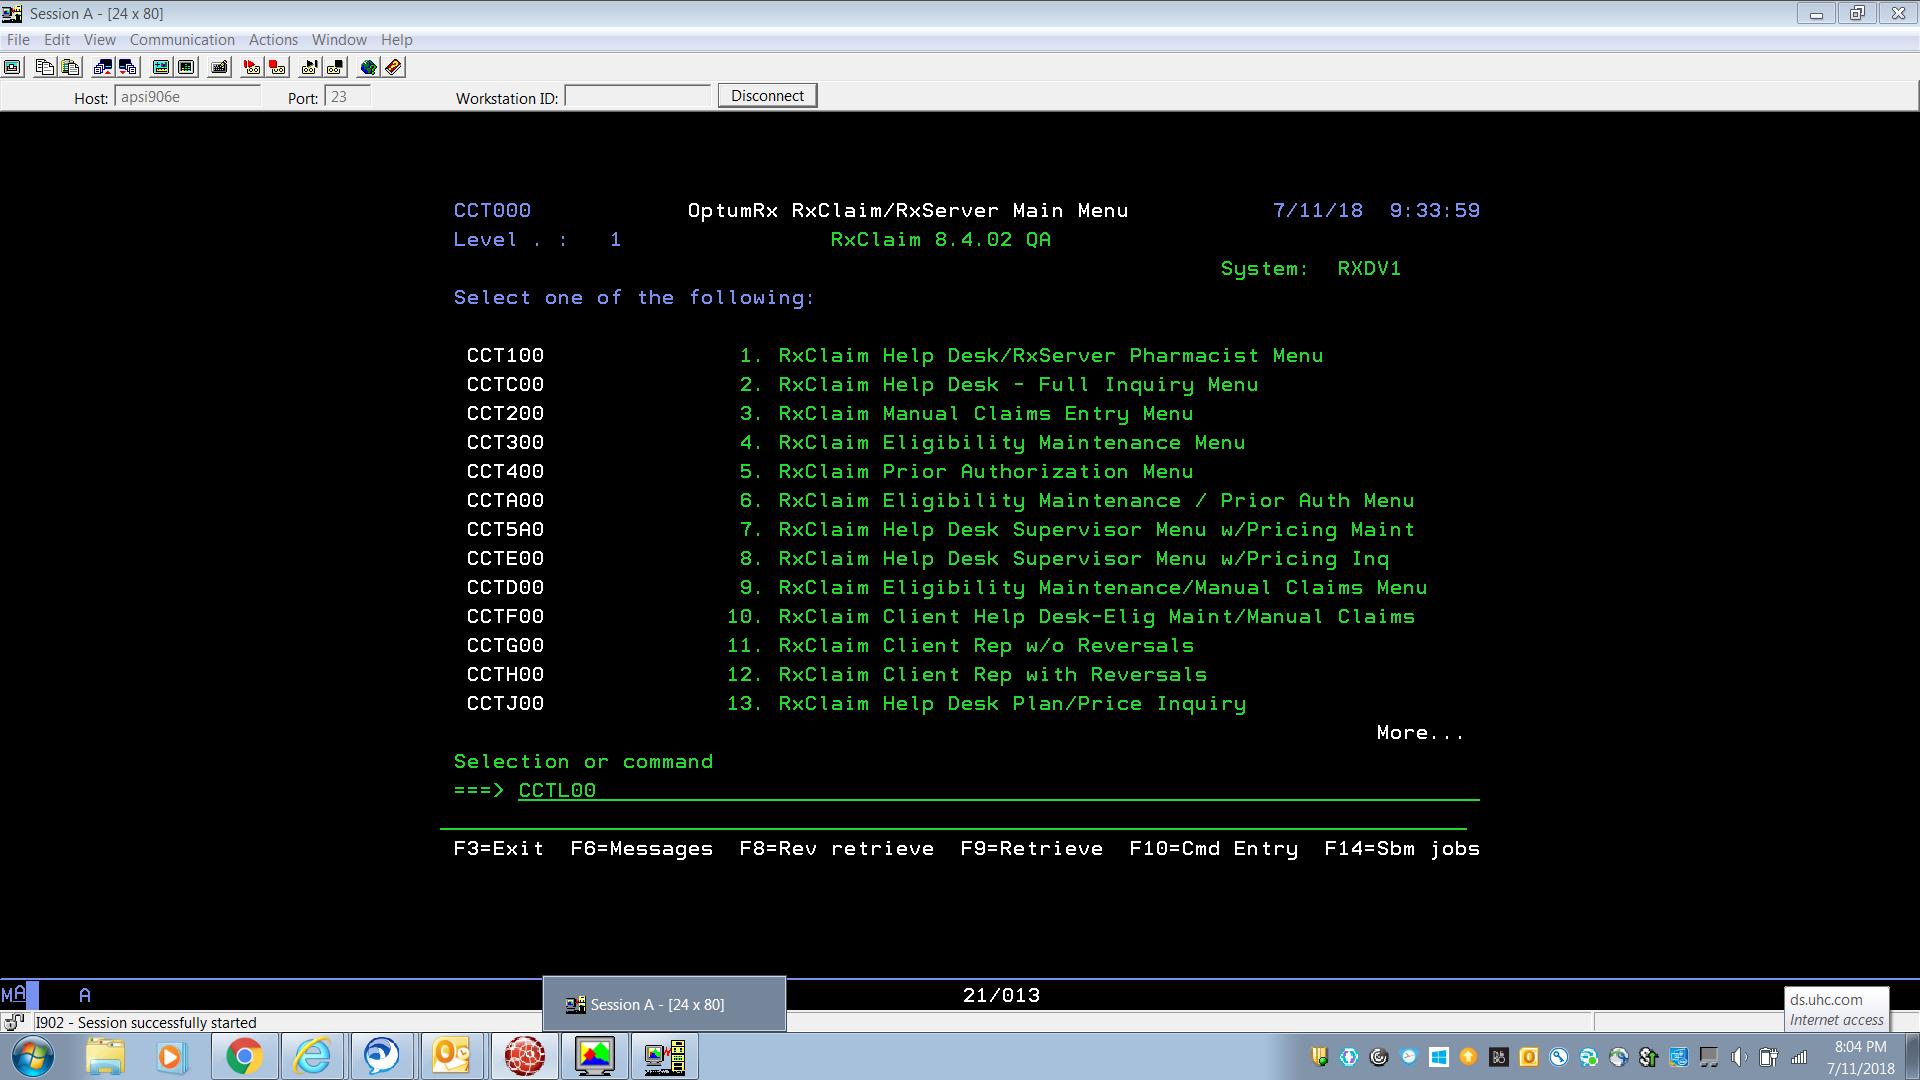 Session A - [24 x 80]
File Edit View Communication Actions Window Help
Host: apsi906e Port: 23 Workstation ID: Disconnect
CCT000 OptumRx RxClaim/RxServer Main Menu 7/11/18 9:33:59
Level . : 1 RxClaim 8.4.02 QA
System: RXDV1
Select one of the following:
CCT100 1. RxClaim Help Desk/RxServer Pharmacist Menu
CCTC00 2. RxClaim Help Desk - Full Inquiry Menu
CCT200 3. RxClaim Manual Claims Entry Menu
CCT300 4. RxClaim Eligibility Maintenance Menu
CCT400 5. RxClaim Prior Authorization Menu
CCTA00 6. RxClaim Eligibility Maintenance / Prior Auth Menu
CCT5A0 7. RxClaim Help Desk Supervisor Menu w/Pricing Maint
CCTE00 8. RxClaim Help Desk Supervisor Menu w/Pricing Inq
CCTD00 9. RxClaim Eligibility Maintenance/Manual Claims Menu
CCTF00 10. RxClaim Client Help Desk-Elig Maint/Manual Claims
CCTG00 11. RxClaim Client Rep w/o Reversals
CCTH00 12. RxClaim Client Rep with Reversals
CCTJ00 13. RxClaim Help Desk Plan/Price Inquiry
More...
Selection or command
===> CCTL00
F3=Exit F6=Messages F8=Rev retrieve F9=Retrieve F10=Cmd Entry F14=Sbm jobs
MA A 21/013
Session A - [24 x 80]
ds.uhc.com
Internet access
I902 - Session successfully started
8:04 PM
7/11/2018